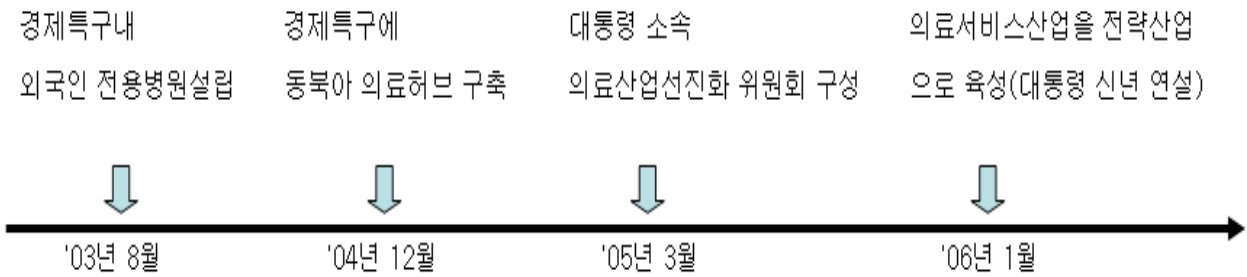 경제특구내
외국인 전용병원설립
경제특구에
동북아 의료허브 구축
대통령 소속
의료산업선진화 위원회 구성
의료서비스산업을 전략산업
으로 육성(대통령 신년 연설)
'03년 8월
'04년 12월
'05년 3월
'06년 1월